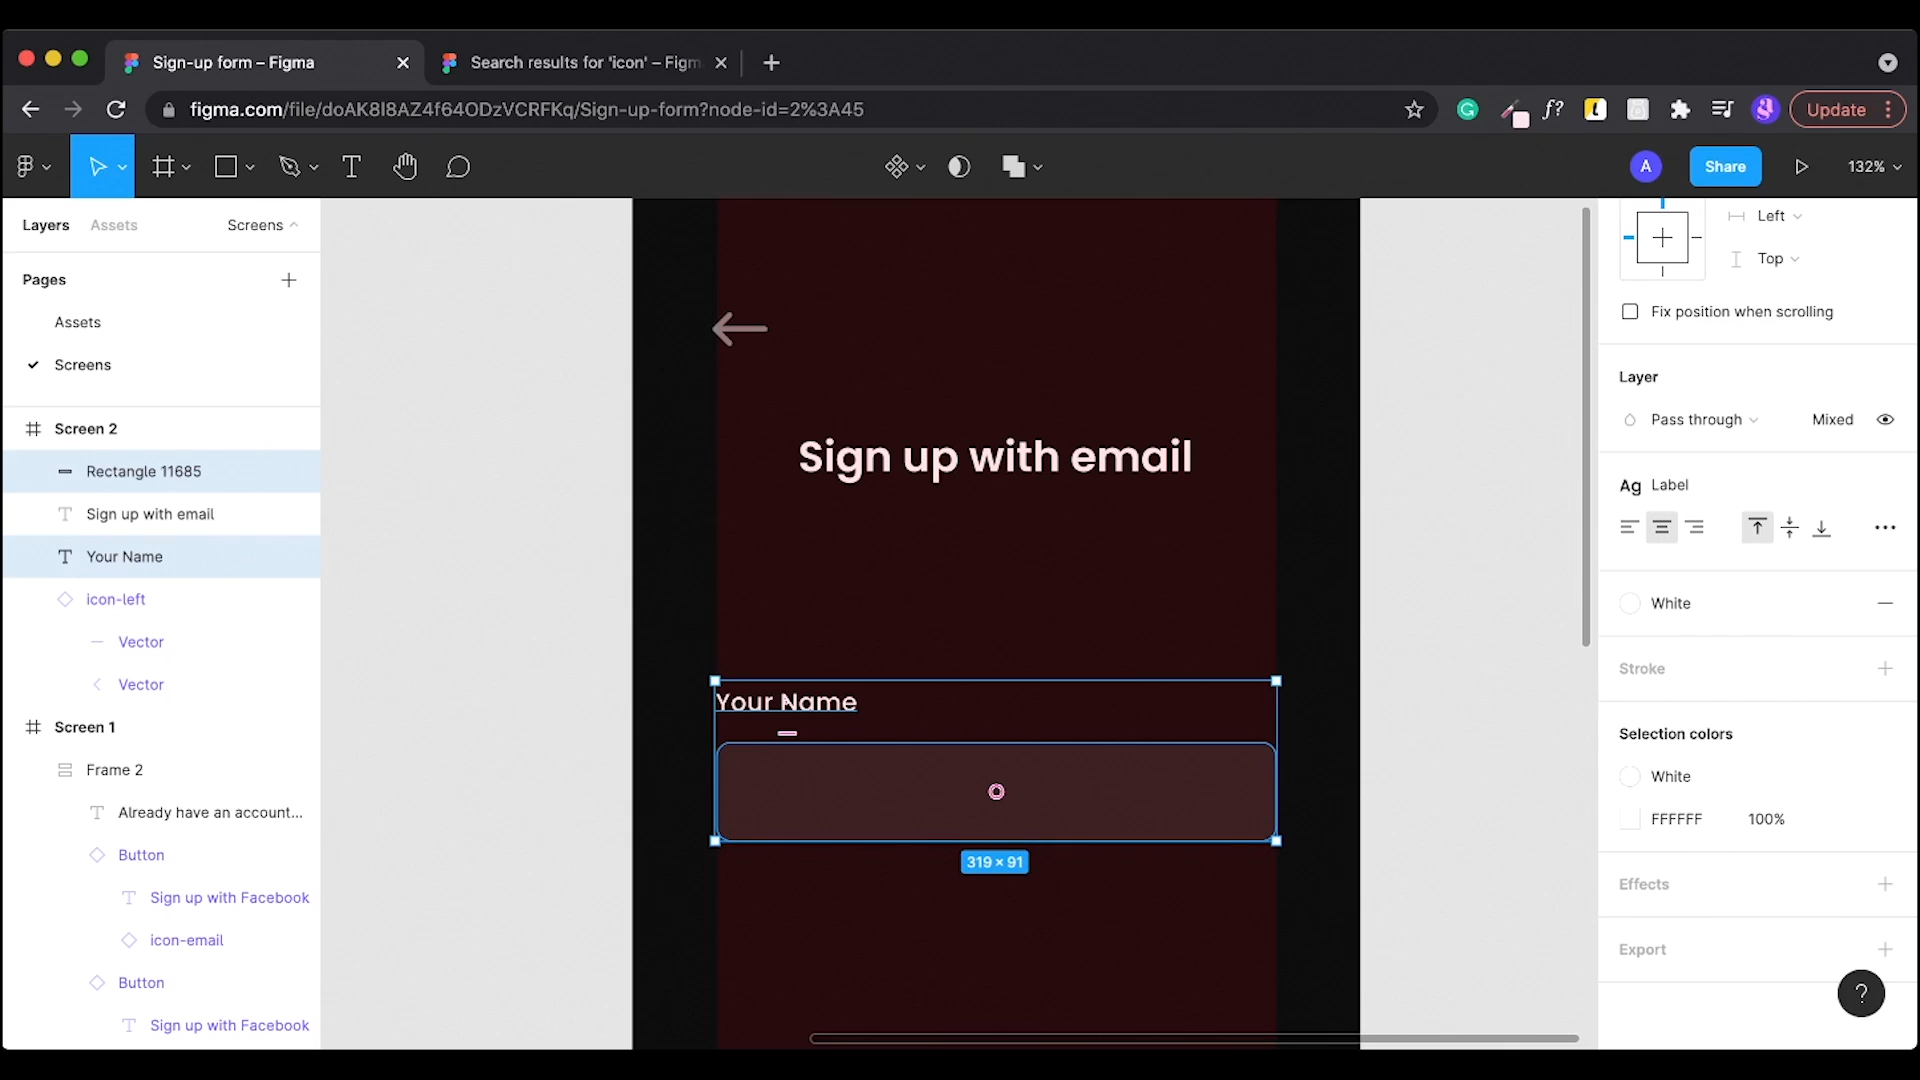 Sign-up form – Figma
Search results for 'icon' – Figm
figma.com/file/doAK8I8AZ4f64ODzVCRFKq/Sign-up-form?node-id=2%3A45
f?
Update
A
Share
132%
Layers
Assets
Screens
Pages
Assets
Screens
Screen 2
Rectangle 11685
Sign up with email
Your Name
icon-left
Vector
Vector
Screen 1
Frame 2
Already have an account...
Button
Sign up with Facebook
icon-email
Button
Sign up with Facebook
Sign up with email
Your Name
319 × 91
Left
Top
Fix position when scrolling
Layer
Pass through
Mixed
Ag Label
White
Stroke
Selection colors
White
FFFFFF 100%
Effects
Export
?